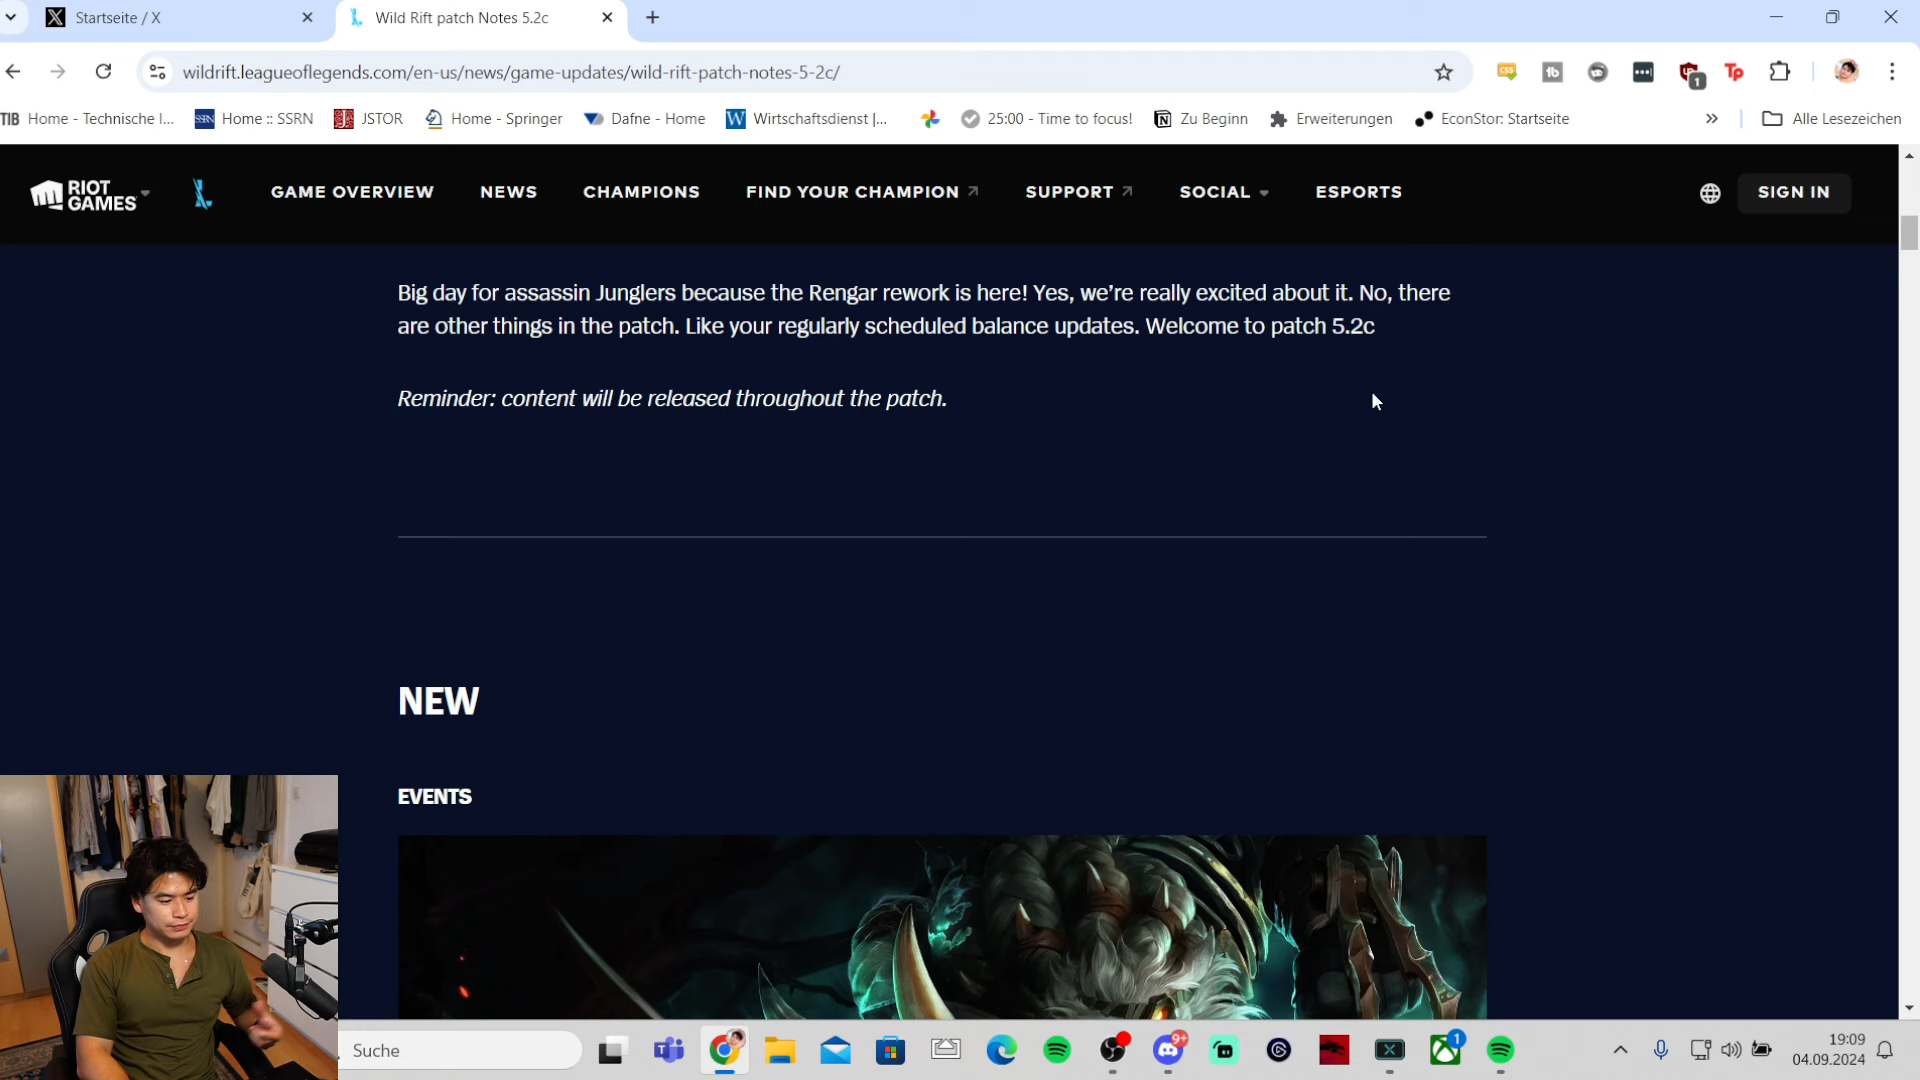 Startseite / X
Wild Rift patch Notes 5.2c
wildrift.leagueoflegends.com/en-us/news/game-updates/wild-rift-patch-notes-5-2c/
1
Tp
TIB Home - Technische I...
SSRN Home :: SSRN
JSTOR
Home - Springer
Dafne - Home
W Wirtschaftsdienst |...
25:00 - Time to focus!
Zu Beginn
Erweiterungen
EconStor: Startseite
Alle Lesezeichen
RIOT GAMES
GAME OVERVIEW
NEWS
CHAMPIONS
FIND YOUR CHAMPION
SUPPORT
SOCIAL
ESPORTS
SIGN IN
Big day for assassin Junglers because the Rengar rework is here! Yes, we're really excited about it. No, there
are other things in the patch. Like your regularly scheduled balance updates. Welcome to patch 5.2c
Reminder: content will be released throughout the patch.
NEW
EVENTS
Suche
9+
1
19:09
04.09.2024